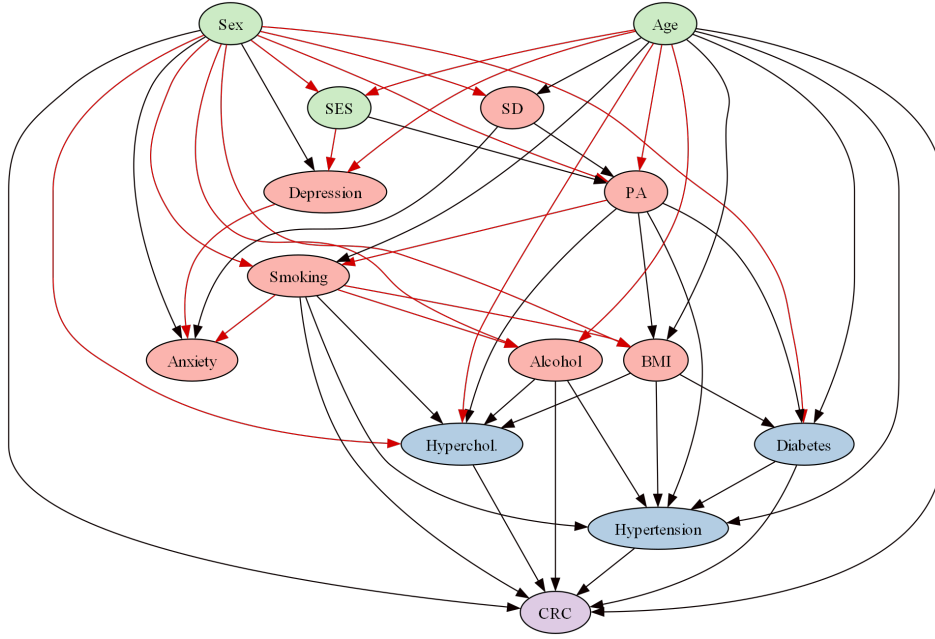 Sex
Age
SES
SD
Depression
PA
Smoking
Anxiety
Alcohol
BMI
Hyperchol.
Diabetes
Hypertension
CRC